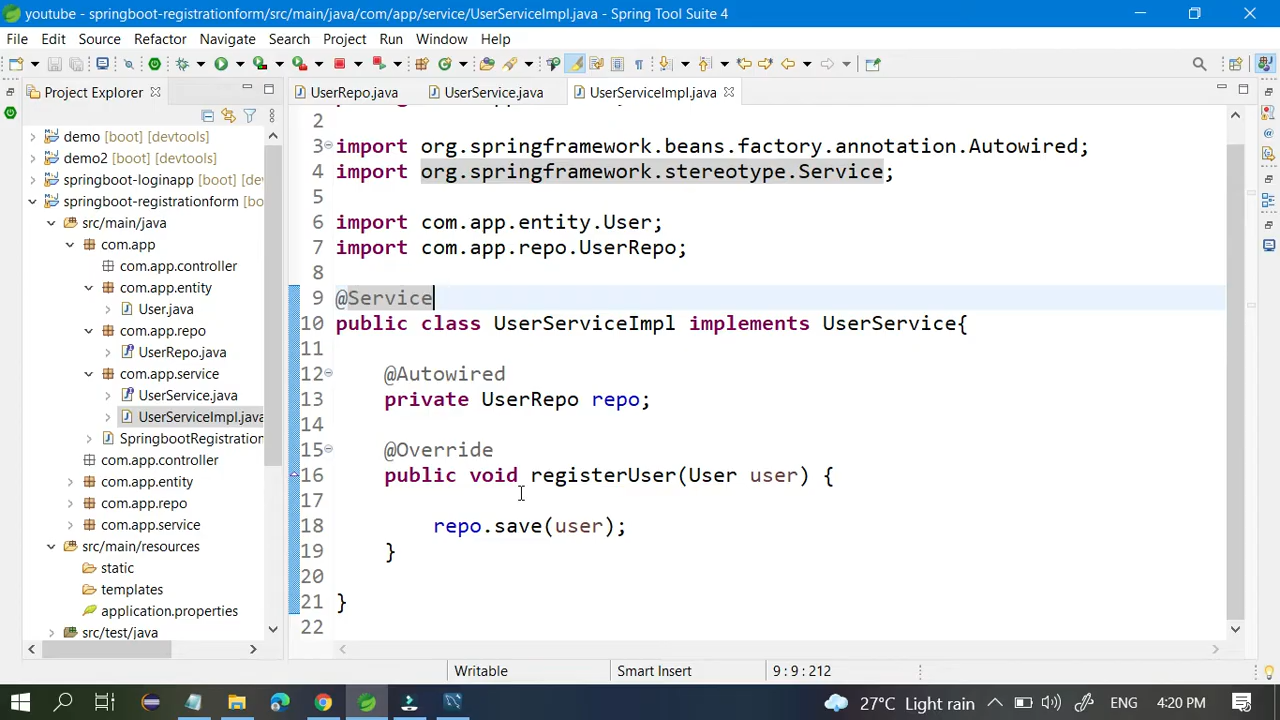 youtube - springboot-registrationform/src/main/java/com/app/service/UserServiceImpl.java - Spring Tool Suite 4
File Edit Source Refactor Navigate Search Project Run Window Help
Project Explorer
UserRepo.java UserService.java UserServiceImpl.java
demo [boot] [devtools]
demo2 [boot] [devtools]
springboot-loginapp [boot] [dev
springboot-registrationform [bo
src/main/java
com.app
com.app.controller
com.app.entity
User.java
com.app.repo
UserRepo.java
com.app.service
UserService.java
UserServiceImpl.java
SpringbootRegistration
com.app.controller
com.app.entity
com.app.repo
com.app.service
src/main/resources
static
templates
application.properties
src/test/java
2
3 import org.springframework.beans.factory.annotation.Autowired;
4 import org.springframework.stereotype.Service;
5
6 import com.app.entity.User;
7 import com.app.repo.UserRepo;
8
9 @Service
10 public class UserServiceImpl implements UserService{
11
12 @Autowired
13 private UserRepo repo;
14
15 @Override
16 public void registerUser(User user) {
17
18 repo.save(user);
19 }
20
21 }
22
Writable Smart Insert 9 : 9 : 212
27°C Light rain ENG 4:20 PM